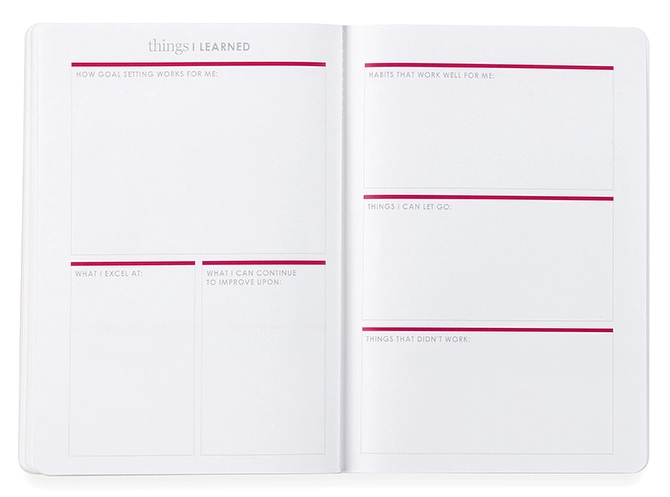 things I LEARNED
HOW GOAL SETTING WORKS FOR ME:
WHAT I EXCEL AT:
WHAT I CAN CONTINUE
TO IMPROVE UPON:
HABITS THAT WORK WELL FOR ME:
THINGS I CAN LET GO:
THINGS THAT DIDN'T WORK: